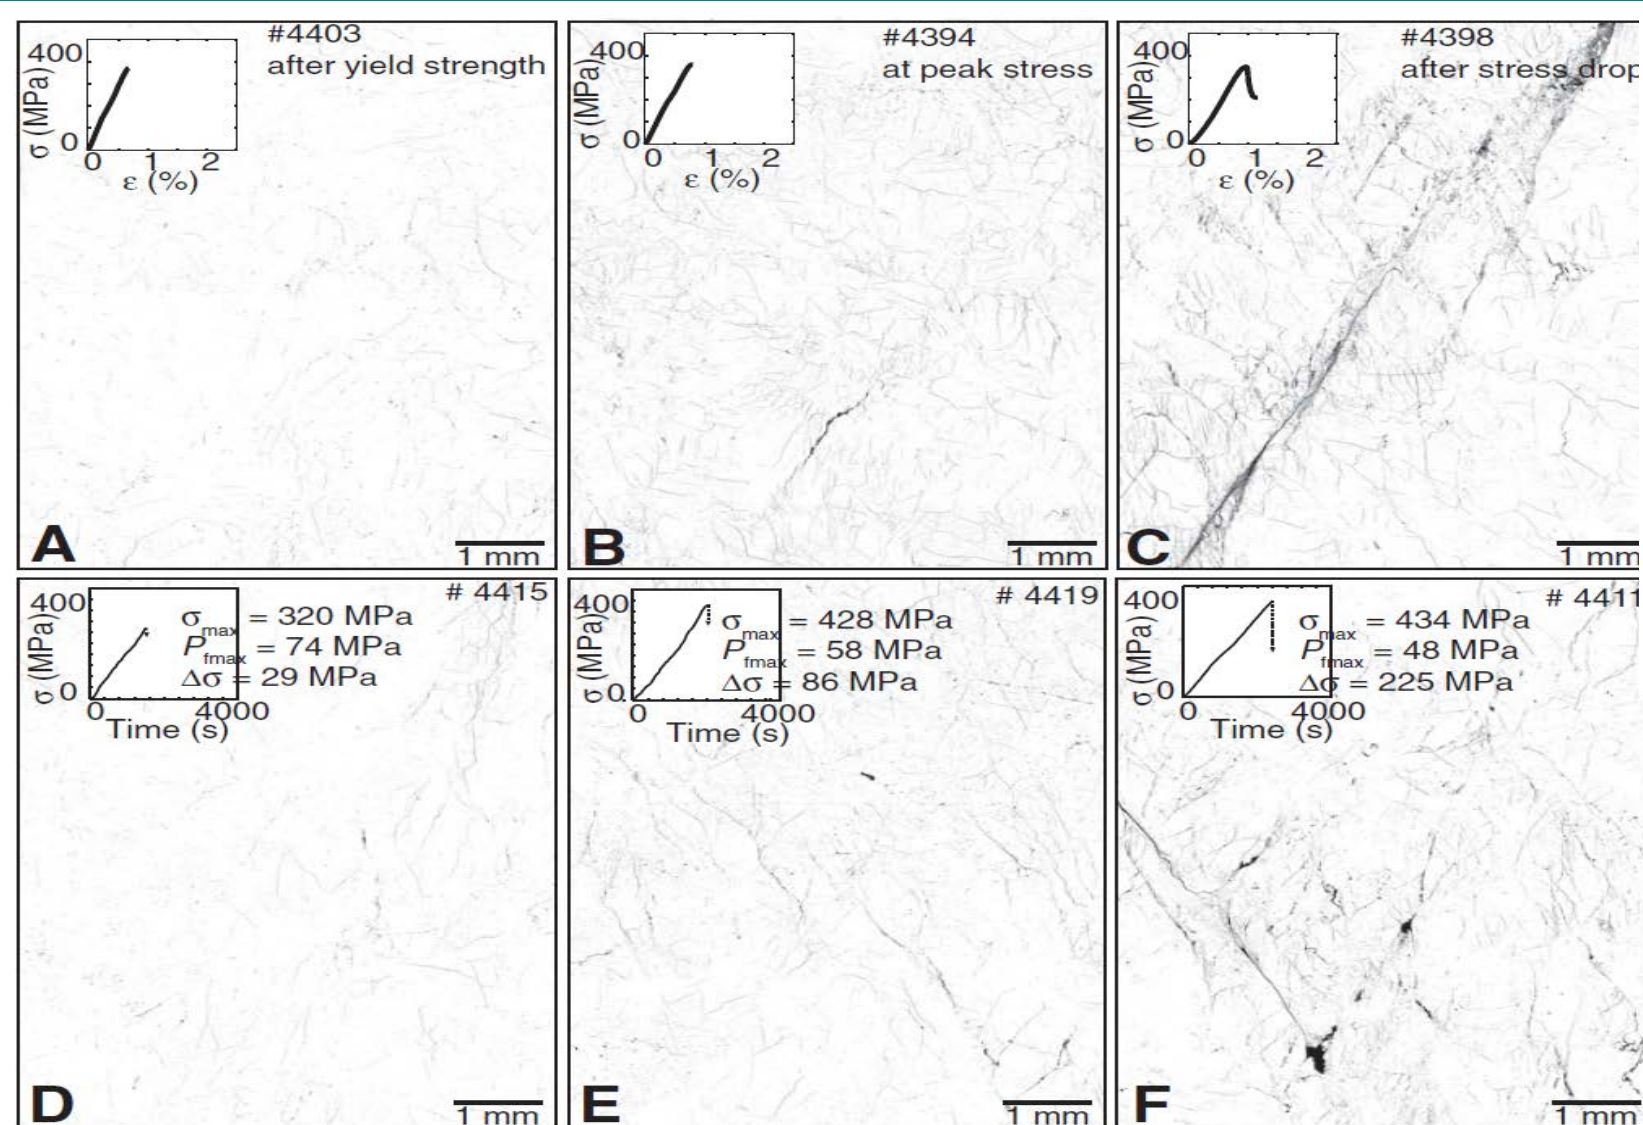 #4403
after yield strength
400
σ (MPa)
0
0 1 2
ε (%)
A
1 mm
#4394
at peak stress
400
σ (MPa)
0
0 1 2
ε (%)
B
1 mm
#4398
after stress drop
400
σ (MPa)
0
0 1 2
ε (%)
C
1 mm
# 4415
400
σ (MPa)
0
0 4000
Time (s)
σmax = 320 MPa
Pfmax = 74 MPa
Δσ = 29 MPa
D
1 mm
# 4419
400
σ (MPa)
0
0 4000
Time (s)
σmax = 428 MPa
Pfmax = 58 MPa
Δσ = 86 MPa
E
1 mm
# 4411
400
σ (MPa)
0
0 4000
Time (s)
σmax = 434 MPa
Pfmax = 48 MPa
Δσ = 225 MPa
F
1 mm